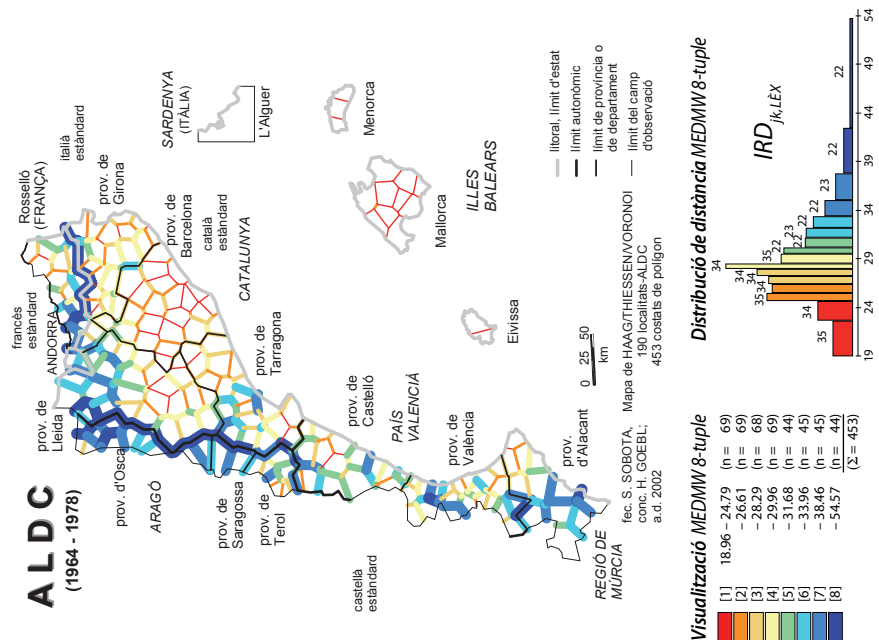 ALDC
(1964 - 1978)
Rosselló
(FRANÇA)
italià
estàndard
prov. de
Girona
francès
estàndard
ANDORRA
prov. de
Lleida
prov. de
Barcelona
català
estàndard
CATALUNYA
SARDENYA
(ITÀLIA)
L'Alguer
Menorca
Mallorca
ILLES
BALEARS
Eivissa
prov. d'Osca
ARAGÓ
prov. de
Saragossa
prov. de
Terol
prov. de
Tarragona
prov. de
Castelló
PAÍS
VALENCIÀ
prov. de
València
prov.
d'Alacant
castellà
estàndard
REGIÓ DE
MÚRCIA
0 25 50
km
litoral, límit d'estat
límit autonòmic
límit de província o
de departament
límit del camp
d'observació
fec. S. SOBOTA,
conc. H. GOEBL;
a.d. 2002
Mapa de HAAG/THIESSEN/VORONOI
190 localitats-ALDC
453 costats de polígon
Visualització MEDMW 8-tuple
[1] 18.96 – 24.79 (n = 69)
[2] – 26.61 (n = 69)
[3] – 28.29 (n = 68)
[4] – 29.96 (n = 69)
[5] – 31.68 (n = 44)
[6] – 33.96 (n = 45)
[7] – 38.46 (n = 45)
[8] – 54.57 (n = 44)
(Σ = 453)
Distribució de distància MEDMW 8-tuple
IRD jk,LÈX
35 34 35 34 34 34 34 35 22 22 23 22 22 23 22 22
19 24 29 34 39 44 49 54